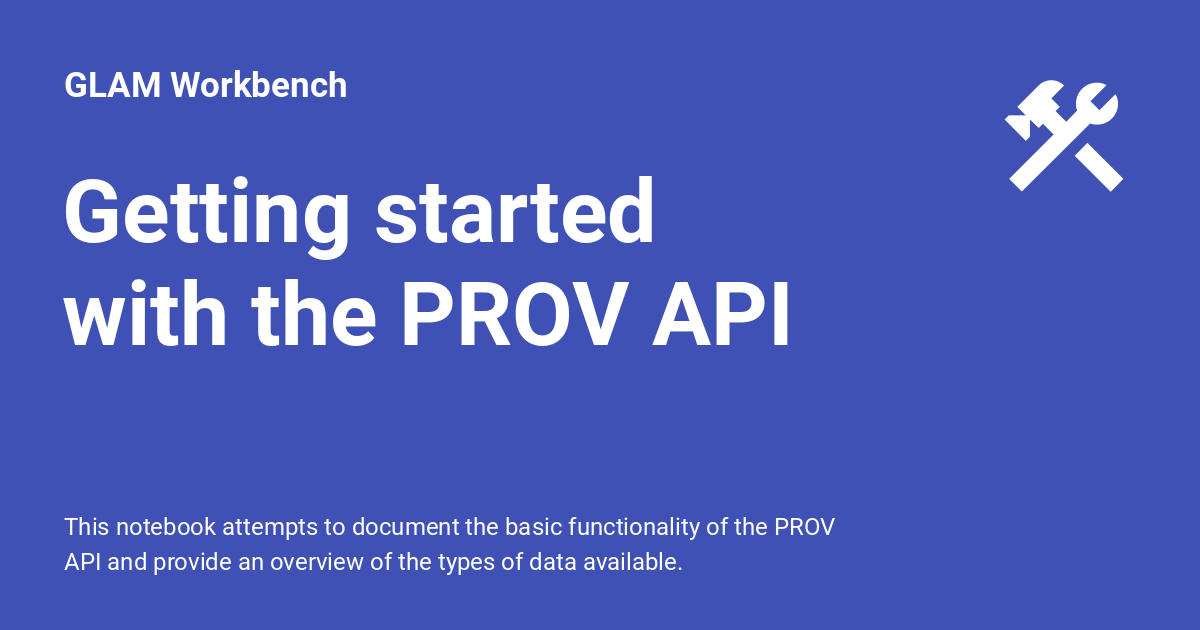 GLAM Workbench
Getting started
with the PROV API
This notebook attempts to document the basic functionality of the PROV
API and provide an overview of the types of data available.